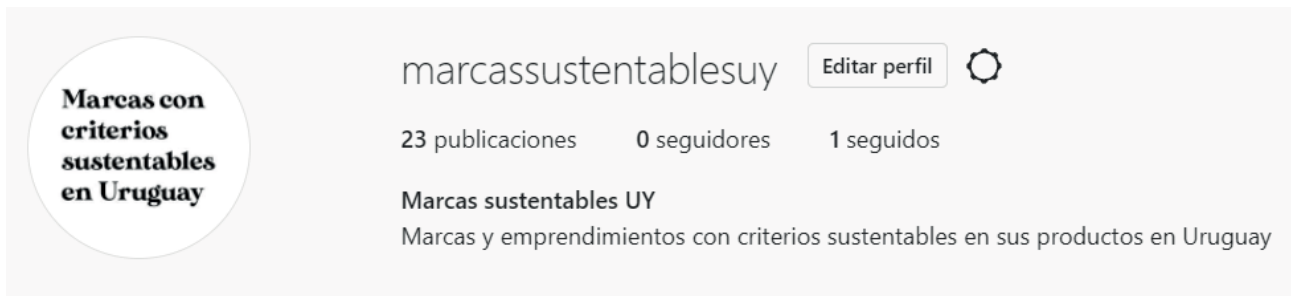 Marcas con
criterios
sustentables
en Uruguay
marcassustentablesuy Editar perfil
23 publicaciones 0 seguidores 1 seguidos
Marcas sustentables UY
Marcas y emprendimientos con criterios sustentables en sus productos en Uruguay